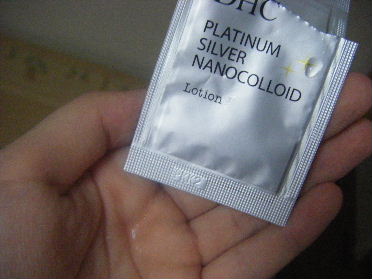 DHC
PLATINUM
SILVER
NANOCOLLOID
Lotion